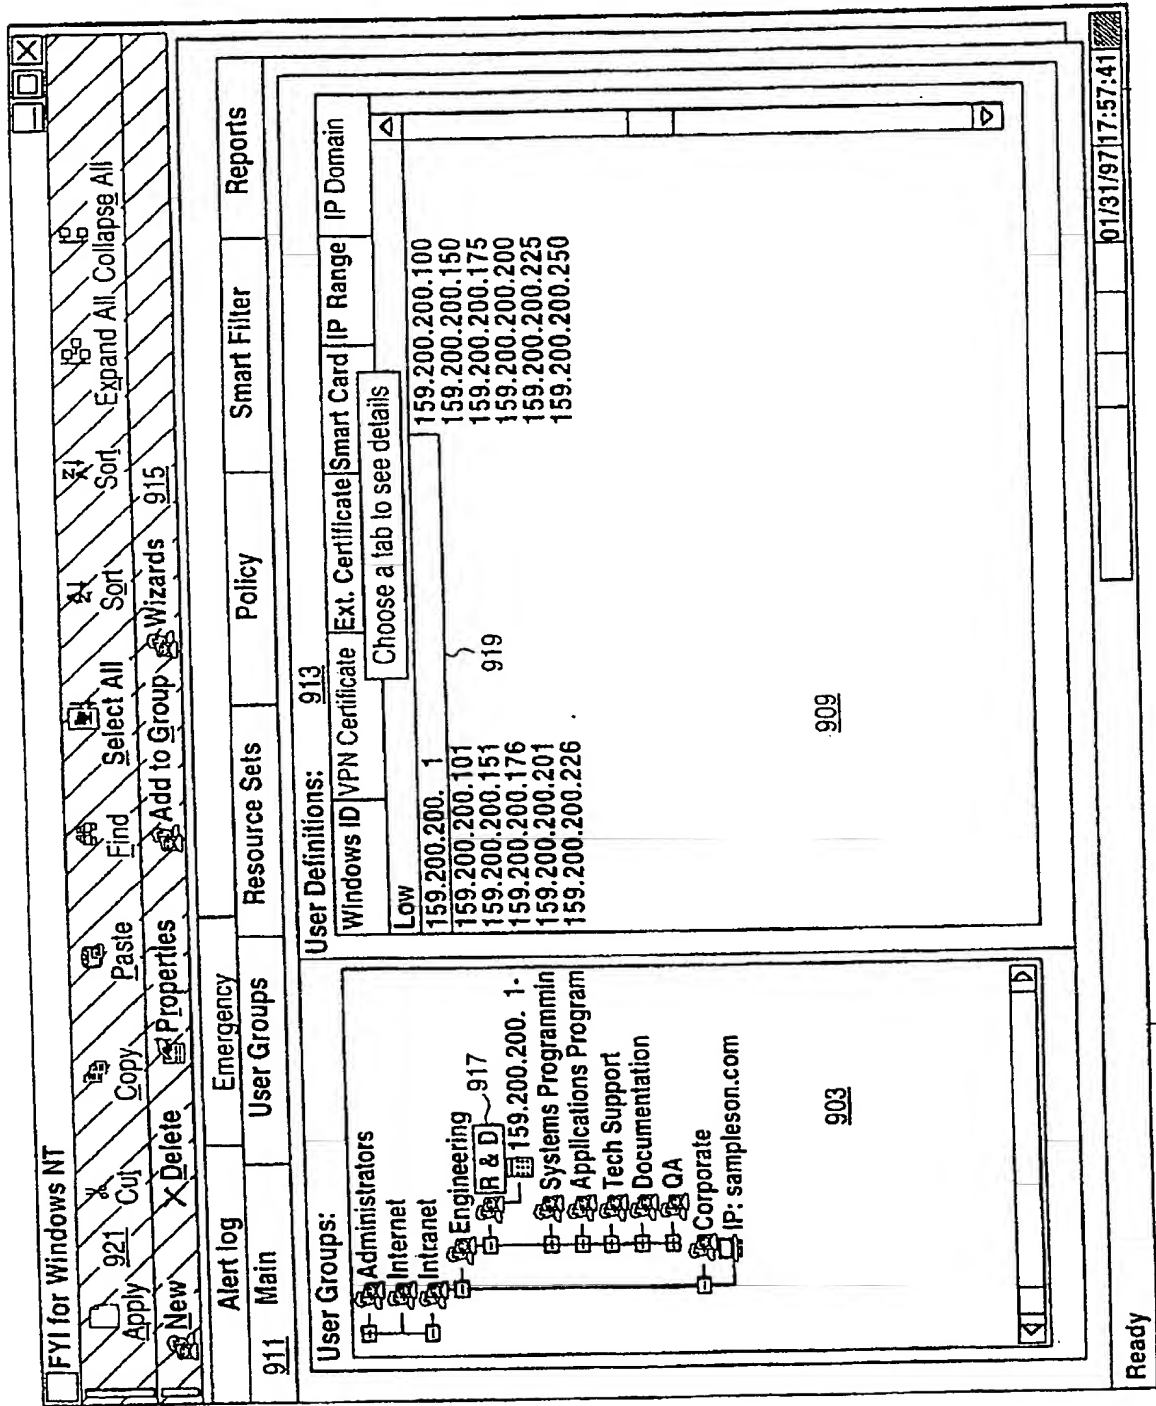 FYI for Windows NT
Apply 921 Cut Copy Paste Find Select All Sort Sort Expand All Collapse All
New Delete Properties Add to Group Wizards 915
Alert log Emergency
Main User Groups Resource Sets Policy Smart Filter Reports
911
User Groups:
Administrators
Internet
Intranet
Engineering
R & D 917
159.200.200. 1-
Systems Programmin
Applications Program
Tech Support
Documentation
QA
Corporate
IP: sampleson.com
903
User Definitions: 913
Windows ID VPN Certificate Ext. Certificate Smart Card IP Range IP Domain
Choose a tab to see details
Low
159.200.200. 1 159.200.200.100
159.200.200.101 159.200.200.150
159.200.200.151 159.200.200.175
159.200.200.176 159.200.200.200
159.200.200.201 159.200.200.225
159.200.200.226 159.200.200.250
919
909
Ready 01/31/97 17:57:41